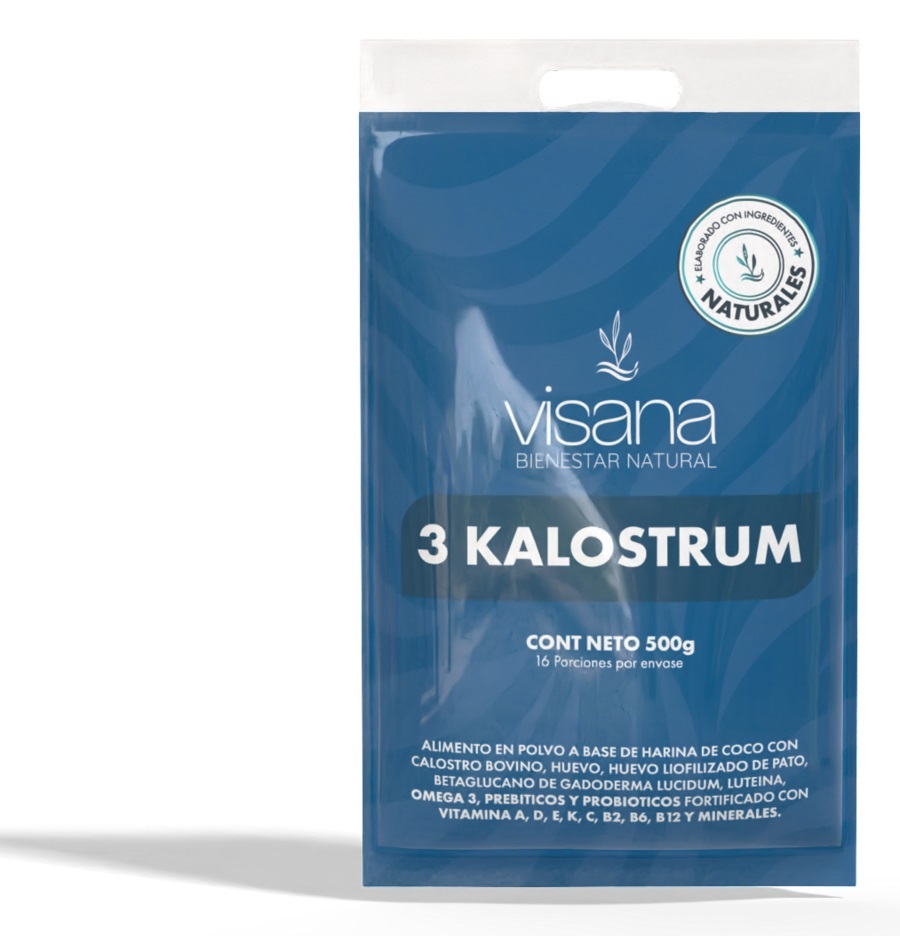 ELABORADO CON INGREDIENTES
NATURALES
visana
BIENESTAR NATURAL
3 KALOSTRUM
CONT NETO 500g
16 Porciones por envase
ALIMENTO EN POLVO A BASE DE HARINA DE COCO CON
CALOSTRO BOVINO, HUEVO, HUEVO LIOFILIZADO DE PATO,
BETAGLUCANO DE GADODERMA LUCIDUM, LUTEINA,
OMEGA 3, PREBITICOS Y PROBIOTICOS FORTIFICADO CON
VITAMINA A, D, E, K, C, B2, B6, B12 Y MINERALES.